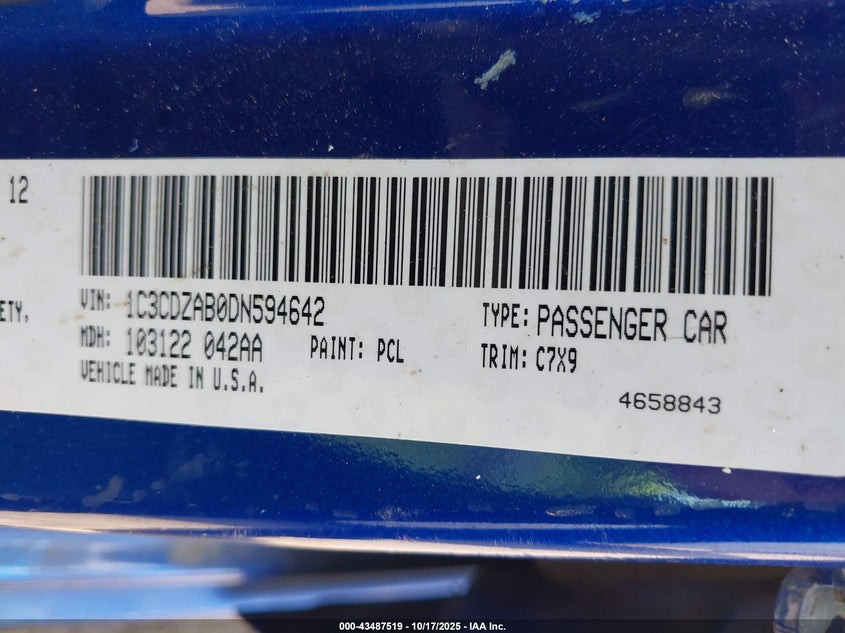 12
ETY,
VIN: 1C3CDZAB0DN594642
TYPE: PASSENGER CAR
MDH: 103122 042AA
PAINT: PCL
TRIM: C7X9
VEHICLE MADE IN U.S.A.
4658843
000-43487519 - 10/17/2025 - IAA Inc.